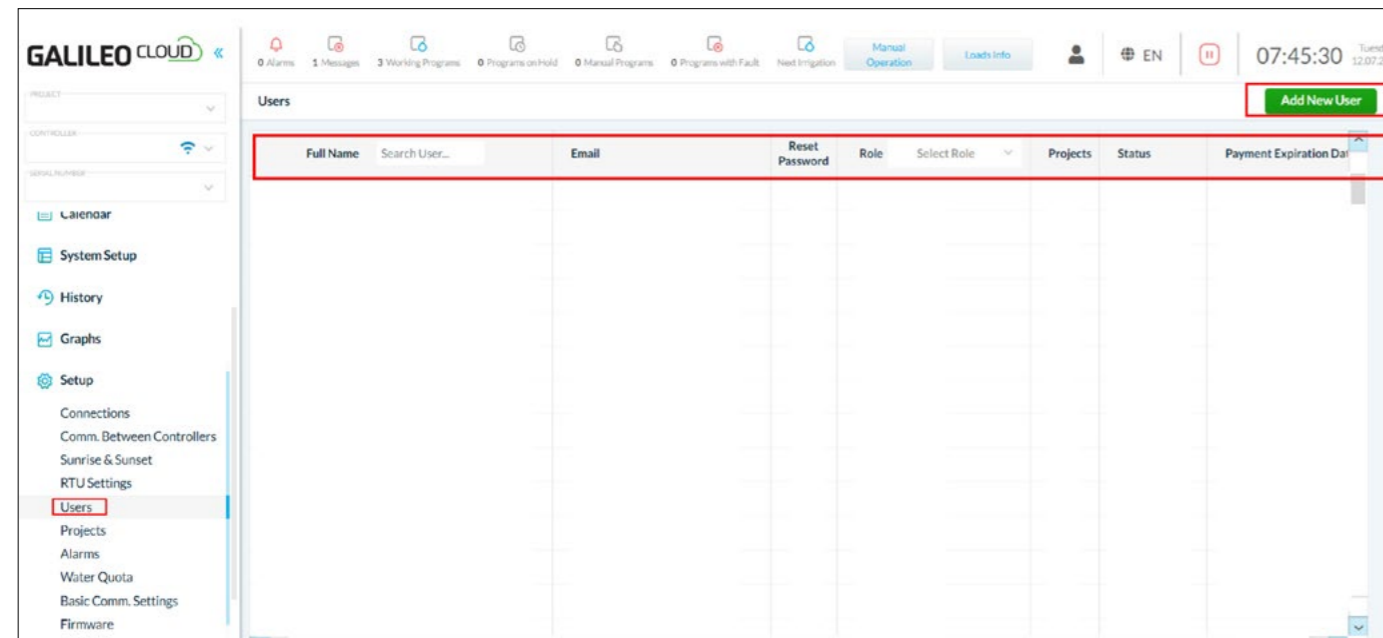 GALILEO CLOUD «
0 Alarms
1 Messages
3 Working Programs
0 Programs on Hold
0 Manual Programs
0 Programs with Fault
Next Irrigation
Manual
Operation
Loads Info
EN
07:45:30
PROJECT
CONTROLLER
SERIAL NUMBER
Calendar
System Setup
History
Graphs
Setup
Connections
Comm. Between Controllers
Sunrise & Sunset
RTU Settings
Users
Projects
Alarms
Water Quota
Basic Comm. Settings
Firmware
Users
Add New User
Full Name
Search User...
Email
Reset
Password
Role
Select Role
Projects
Status
Payment Expiration Dat